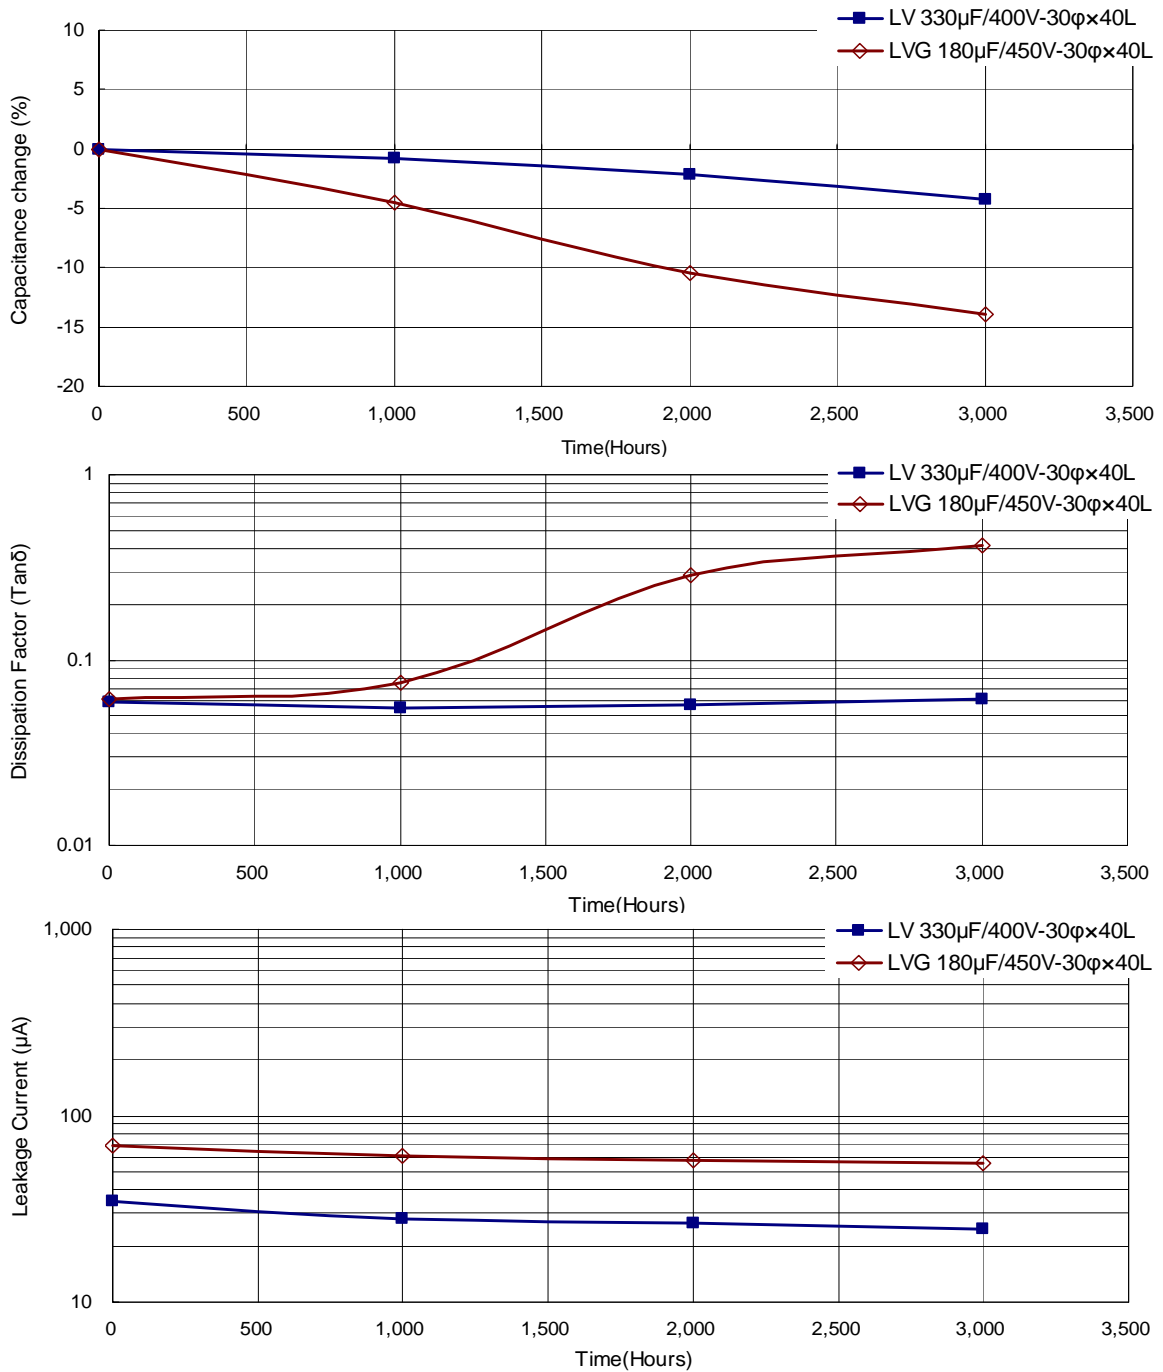 LV 330µF/400V-30φ×40L
LVG 180µF/450V-30φ×40L
10
5
0
-5
-10
-15
-20
Capacitance change (%)
0 500 1,000 1,500 2,000 2,500 3,000 3,500
Time(Hours)
LV 330µF/400V-30φ×40L
LVG 180µF/450V-30φ×40L
1
0.1
0.01
Dissipation Factor (Tanδ)
0 500 1,000 1,500 2,000 2,500 3,000 3,500
Time(Hours)
LV 330µF/400V-30φ×40L
LVG 180µF/450V-30φ×40L
1,000
100
10
Leakage Current (µA)
0 500 1,000 1,500 2,000 2,500 3,000 3,500
Time(Hours)